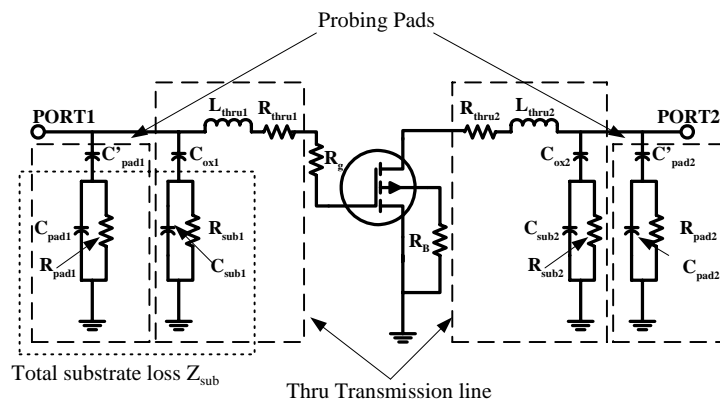 Probing Pads
L_thru1
R_thru1
R_thru2
L_thru2
PORT1
PORT2
C'_pad1
C_ox1
R_g
C_ox2
C'_pad2
C_pad1
R_sub1
R_B
C_sub2
R_pad2
R_pad1
C_sub1
R_sub2
C_pad2
Total substrate loss Z_sub
Thru Transmission line